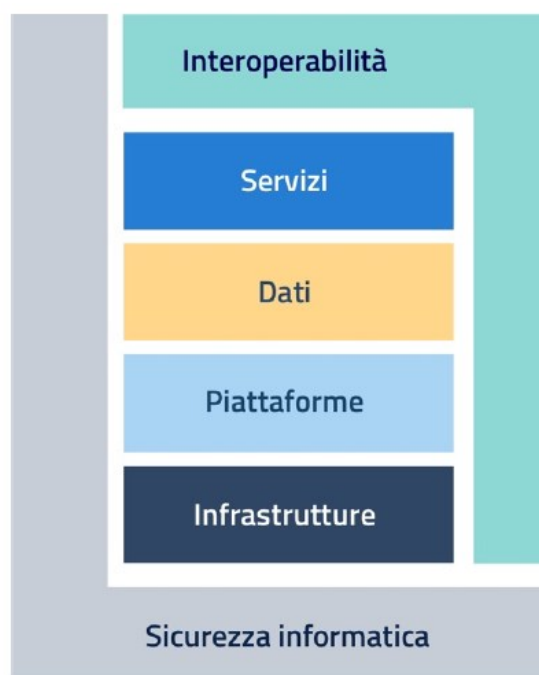 Interoperabilità
Servizi
Dati
Piattaforme
Infrastrutture
Sicurezza informatica